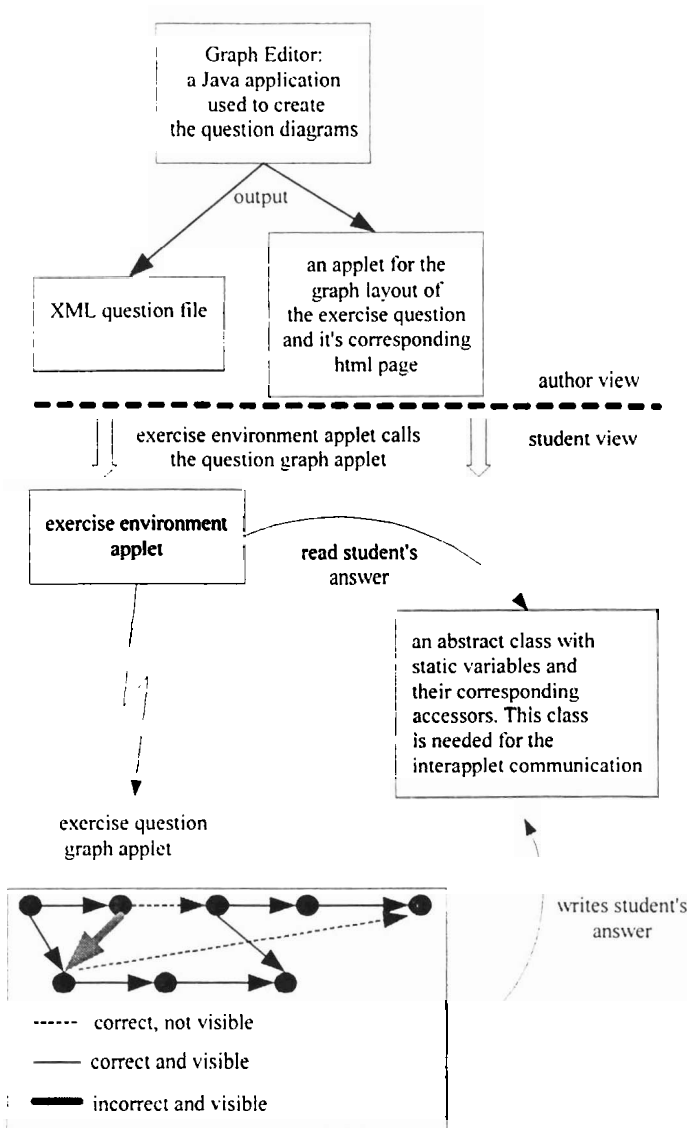 Graph Editor:
a Java application
used to create
the question diagrams
output
XML question file
an applet for the
graph layout of
the exercise question
and it's corresponding
html page
author view
student view
exercise environment applet calls
the question graph applet
exercise environment
applet
read student's
answer
an abstract class with
static variables and
their corresponding
accessors. This class
is needed for the
interapplet communication
exercise question
graph applet
writes student's
answer
correct, not visible
correct and visible
incorrect and visible